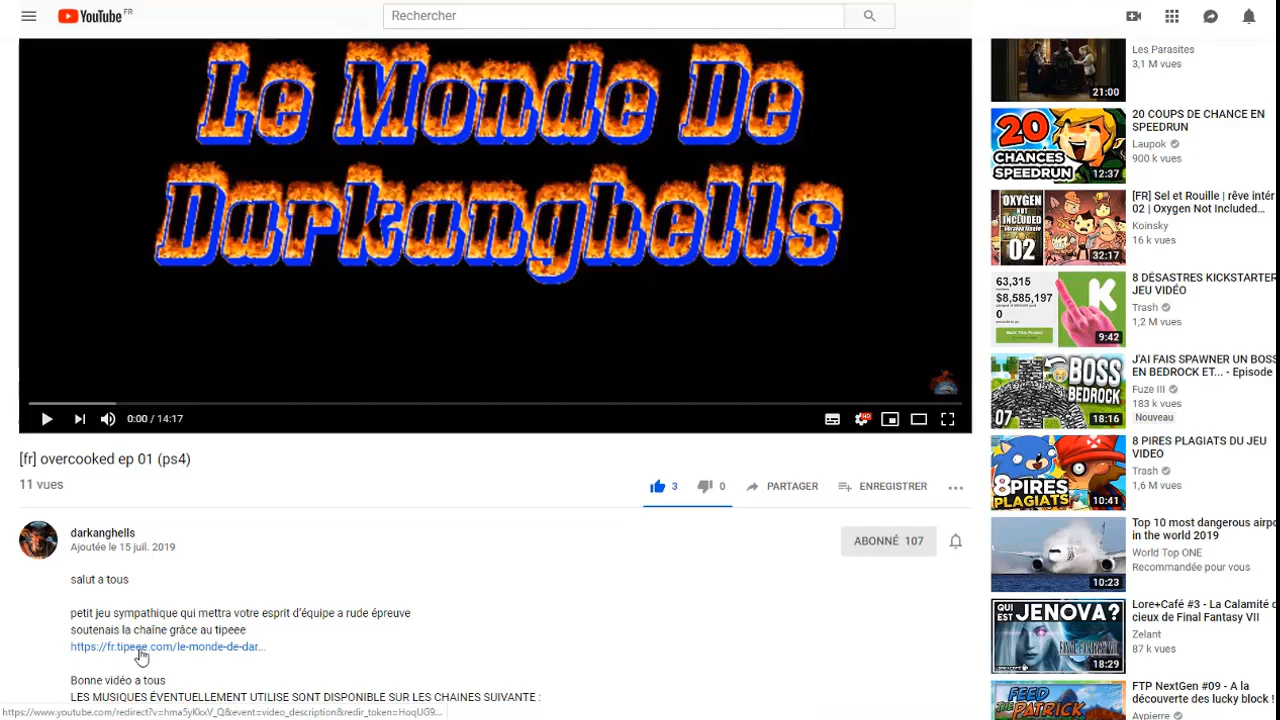 YouTube FR
Rechercher
Le Monde De
Darkanghells
0:00 / 14:17
HD
[fr] overcooked ep 01 (ps4)
11 vues
3
0
PARTAGER
ENREGISTRER
darkanghells
Ajoutée le 15 juil. 2019
ABONNÉ 107
salut a tous
petit jeu sympathique qui mettra votre esprit d'équipe a rude épreuve
soutenais la chaîne grâce au tipeee
https://fr.tipeee.com/le-monde-de-dar...
Bonne vidéo a tous
LES MUSIQUES ÉVENTUELLEMENT UTILISE SONT DISPONIBLE SUR LES CHAINES SUIVANTE :
https://www.youtube.com/redirect?v=hma5yKkxV_Q&event=video_description&redir_token=HoqUG9...
Les Parasites
3,1 M vues
21:00
20 COUPS DE CHANCE EN
SPEEDRUN
Laupok
900 k vues
20
CHANCES
SPEEDRUN
12:37
[FR] Sel et Rouille | rêve intér
02 | Oxygen Not Included...
Koinsky
16 k vues
OXYGEN
NOT
INCLUDED
02
32:17
8 DÉSASTRES KICKSTARTER
JEU VIDÉO
Trash
1,2 M vues
63,315
$8,585,197
0
K
9:42
J'AI FAIS SPAWNER UN BOSS
EN BEDROCK ET... - Episode
Fuze III
183 k vues
Nouveau
BOSS
BEDROCK
07
18:16
8 PIRES PLAGIATS DU JEU
VIDEO
Trash
1,6 M vues
8 PIRES
PLAGIATS
10:41
Top 10 most dangerous airpo
in the world 2019
World Top ONE
Recommandée pour vous
10:23
Lore+Café #3 - La Calamité d
cieux de Final Fantasy VII
Zelant
87 k vues
QUI
EST JENOVA?
FINAL FANTASY VII
18:29
FTP NextGen #09 - A la
découverte des lucky block !
Aypierre
FEED
THE
PATRICK